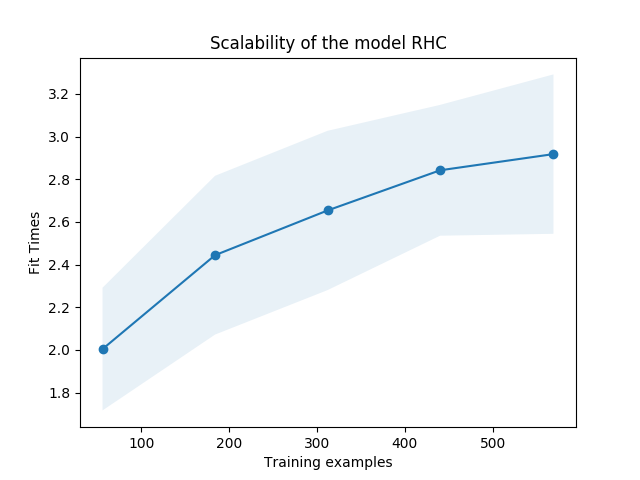 Scalability of the model RHC
3.2
3.0
2.8
2.6
2.4
2.2
2.0
1.8
Fit Times
100 200 300 400 500
Training examples